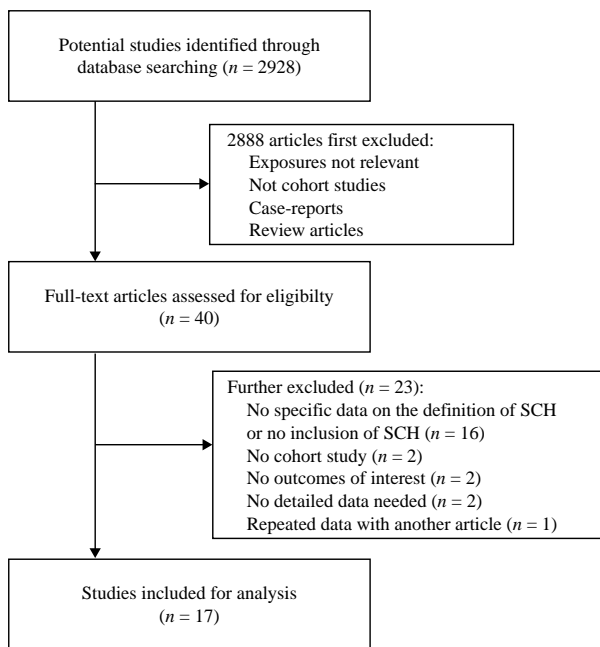 Potential studies identified through
database searching (n = 2928)
2888 articles first excluded:
Exposures not relevant
Not cohort studies
Case-reports
Review articles
Full-text articles assessed for eligibilty
(n = 40)
Further excluded (n = 23):
No specific data on the definition of SCH
or no inclusion of SCH (n = 16)
No cohort study (n = 2)
No outcomes of interest (n = 2)
No detailed data needed (n = 2)
Repeated data with another article (n = 1)
Studies included for analysis
(n = 17)